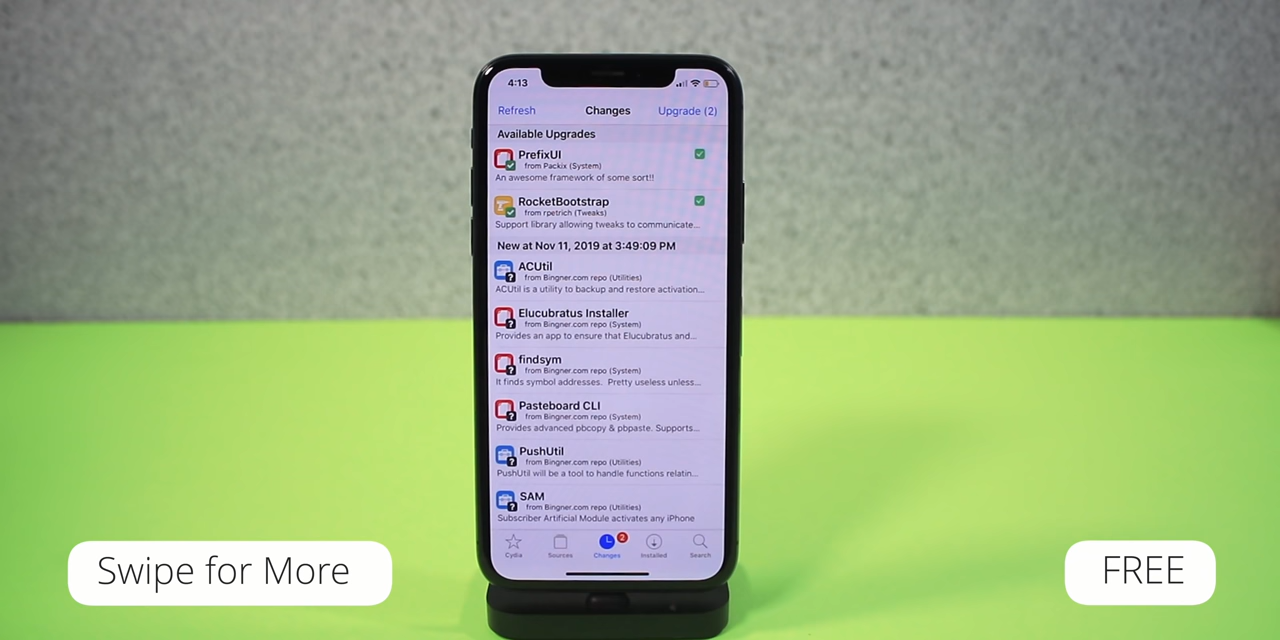 4:13
Refresh Changes Upgrade (2)
Available Upgrades
PrefixUI
from Packix (System)
An awesome framework of some sort!!
RocketBootstrap
from rpetrich (Tweaks)
Support library allowing tweaks to communicate...
New at Nov 11, 2019 at 3:49:09 PM
ACUtil
from Bingner.com repo (Utilities)
ACUtil is a utility to backup and restore activation...
Elucubratus Installer
from Bingner.com repo (System)
Provides an app to ensure that Elucubratus and...
findsym
from Bingner.com repo (System)
It finds symbol addresses. Pretty useless unless...
Pasteboard CLI
from Bingner.com repo (System)
Provides advanced pbcopy & pbpaste. Supports...
PushUtil
from Bingner.com repo (Utilities)
PushUtil will be a tool to handle functions relatin...
SAM
from Bingner.com repo (Utilities)
Subscriber Artificial Module activates any iPhone
2
Cydia Sources Changes Installed Search
Swipe for More
FREE